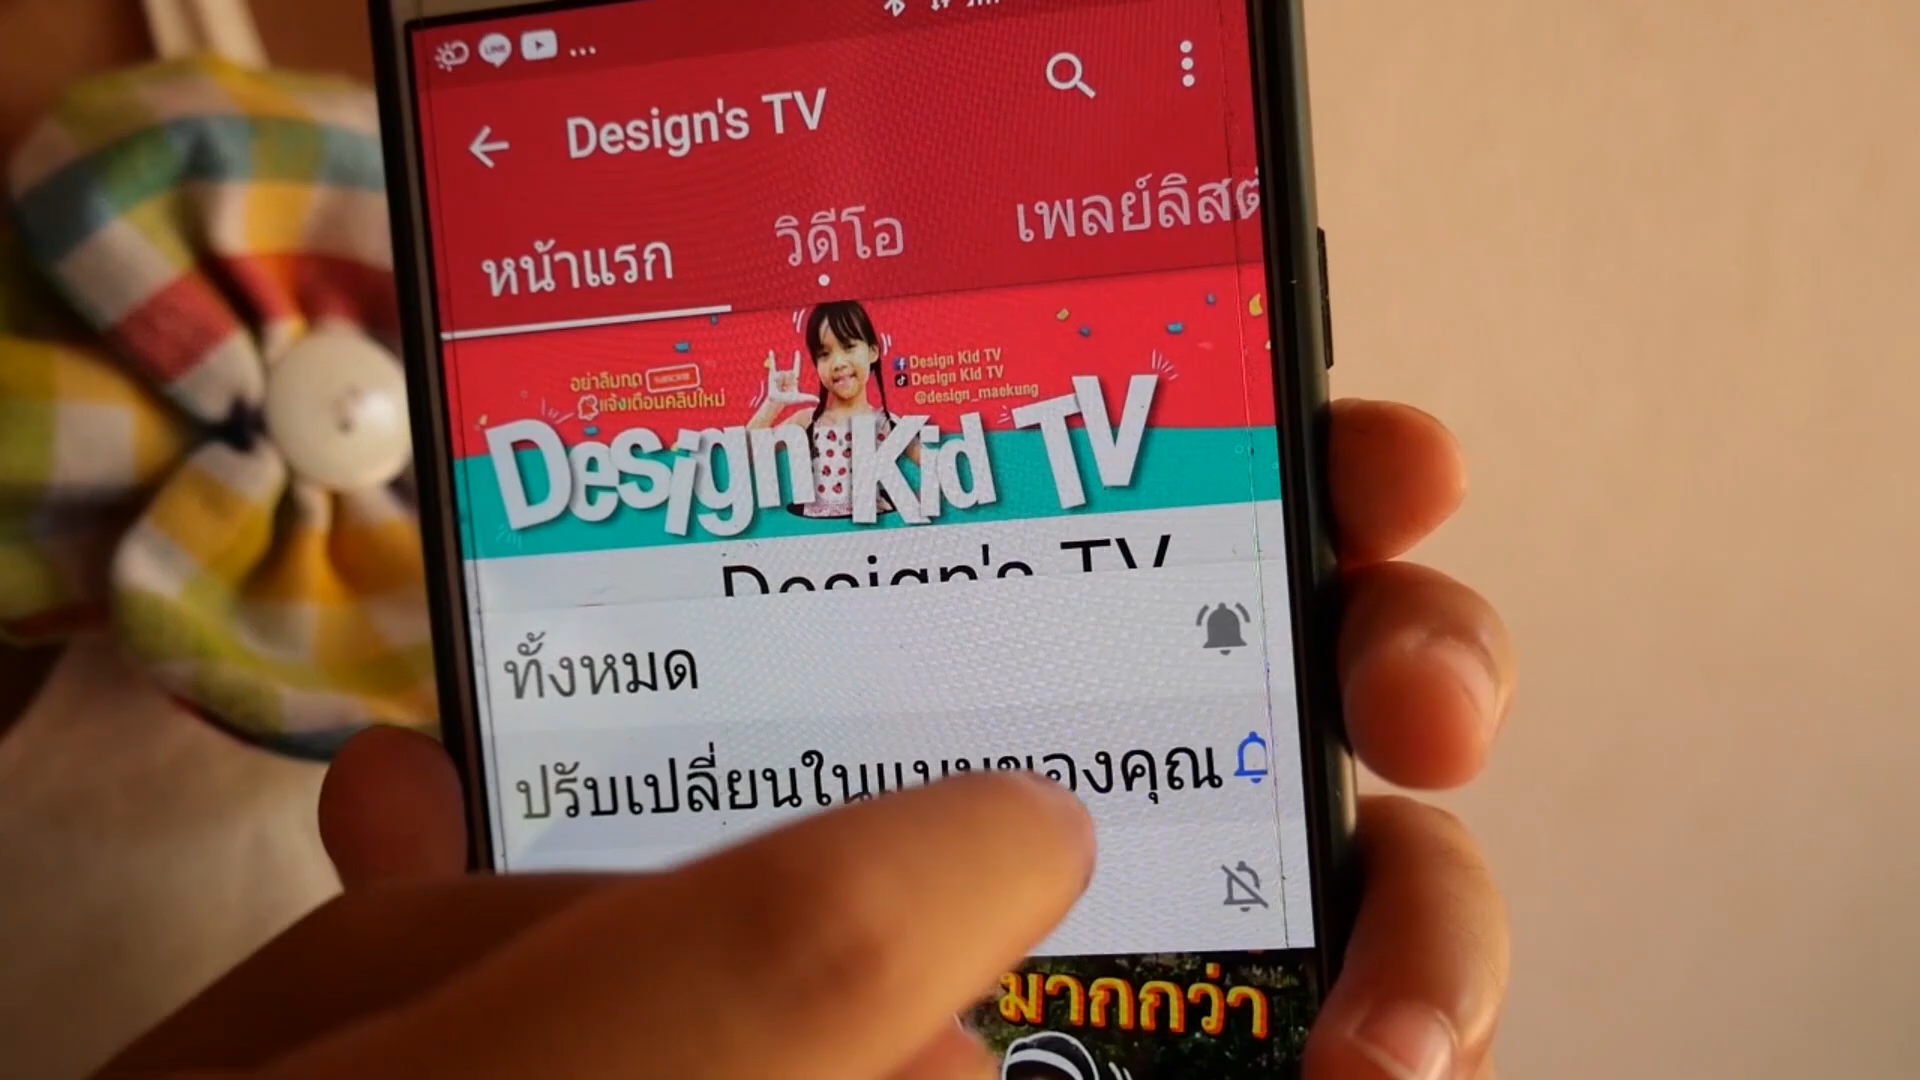 LINE
...
Design's TV
หน้าแรก
วิดีโอ
เพลย์ลิสต์
อย่าลืมกด SUBSCRIBE
แจ้งเตือนคลิปใหม่
Design Kid TV
Design Kid TV
@design_maekung
Design Kid TV
Design's TV
ทั้งหมด
ปรับเปลี่ยนในแบบของคุณ
มากกว่า